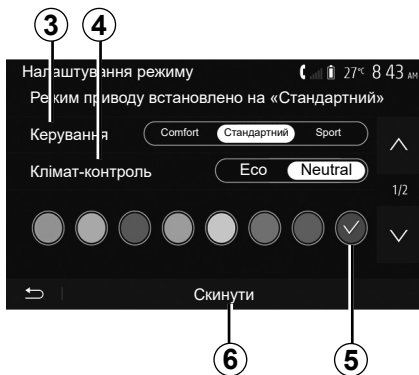 3 4
Налаштування режиму 27°C 8 43 AM
Режим приводу встановлено на «Стандартний»
Керування Comfort Стандартний Sport
Клімат-контроль Eco Neutral
1/2
Скинути
6 5